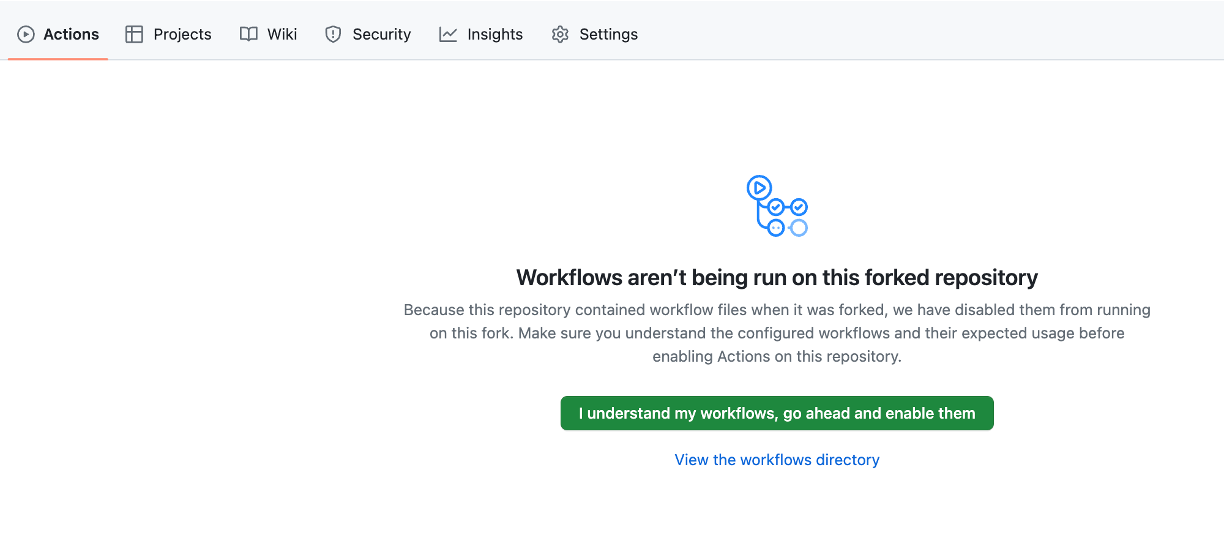 Actions Projects Wiki Security Insights Settings
Workflows aren’t being run on this forked repository
Because this repository contained workflow files when it was forked, we have disabled them from running
on this fork. Make sure you understand the configured workflows and their expected usage before
enabling Actions on this repository.
I understand my workflows, go ahead and enable them
View the workflows directory